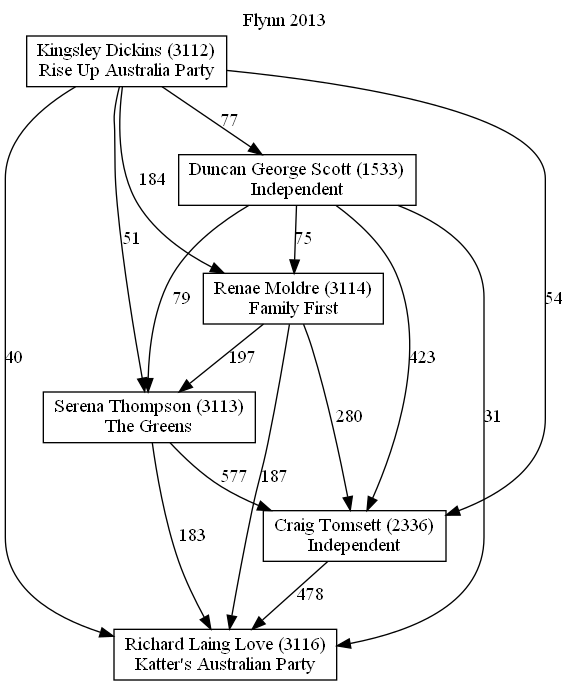 Flynn 2013
Kingsley Dickins (3112)
Rise Up Australia Party
77
Duncan George Scott (1533)
Independent
184
51
75
Renae Moldre (3114)
Family First
79
54
40
197
423
Serena Thompson (3113)
The Greens
280
31
577
187
Craig Tomsett (2336)
Independent
183
478
Richard Laing Love (3116)
Katter's Australian Party